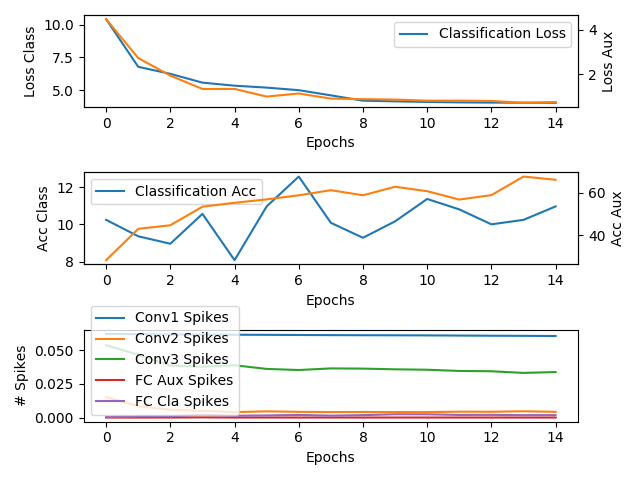 Loss Class
10.0
7.5
5.0
Classification Loss
4
2
Loss Aux
0 2 4 6 8 10 12 14
Epochs
Acc Class
12
10
8
Classification Acc
60
40
Acc Aux
0 2 4 6 8 10 12 14
Epochs
# Spikes
0.050
0.025
0.000
Conv1 Spikes
Conv2 Spikes
Conv3 Spikes
FC Aux Spikes
FC Cla Spikes
0 2 4 6 8 10 12 14
Epochs